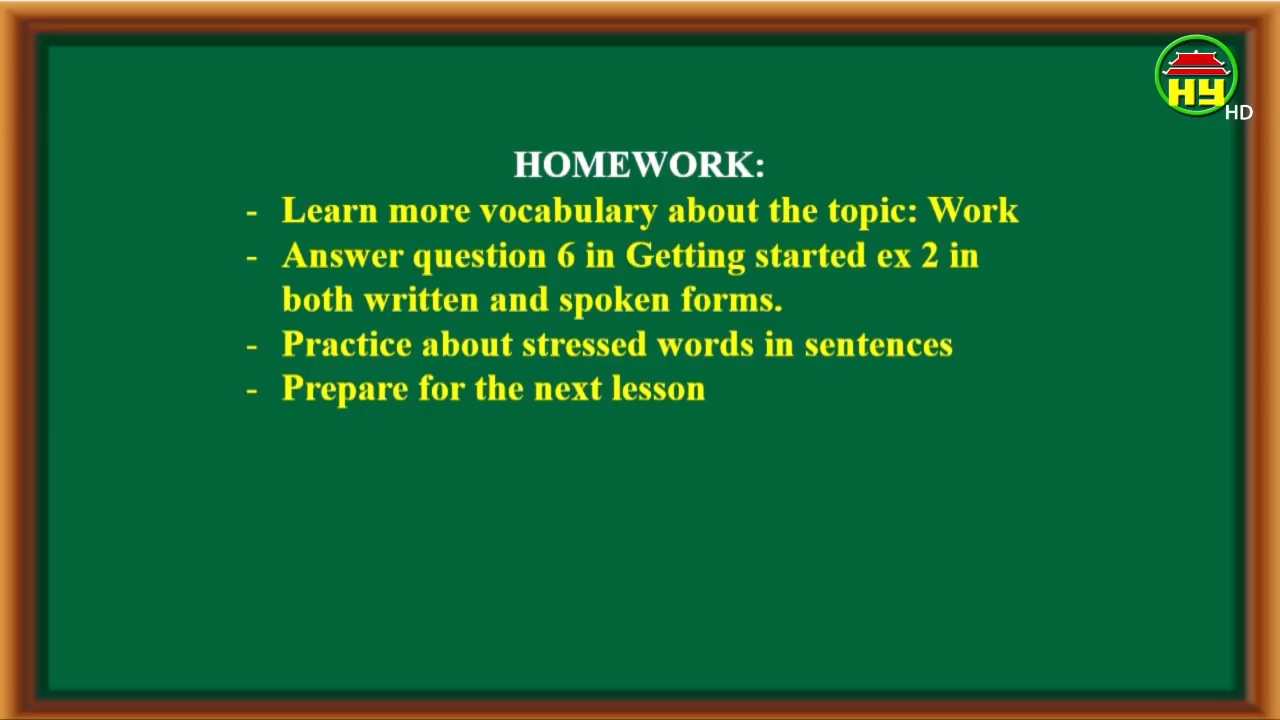 HY
HD
HOMEWORK:
- Learn more vocabulary about the topic: Work
- Answer question 6 in Getting started ex 2 in
both written and spoken forms.
- Practice about stressed words in sentences
- Prepare for the next lesson